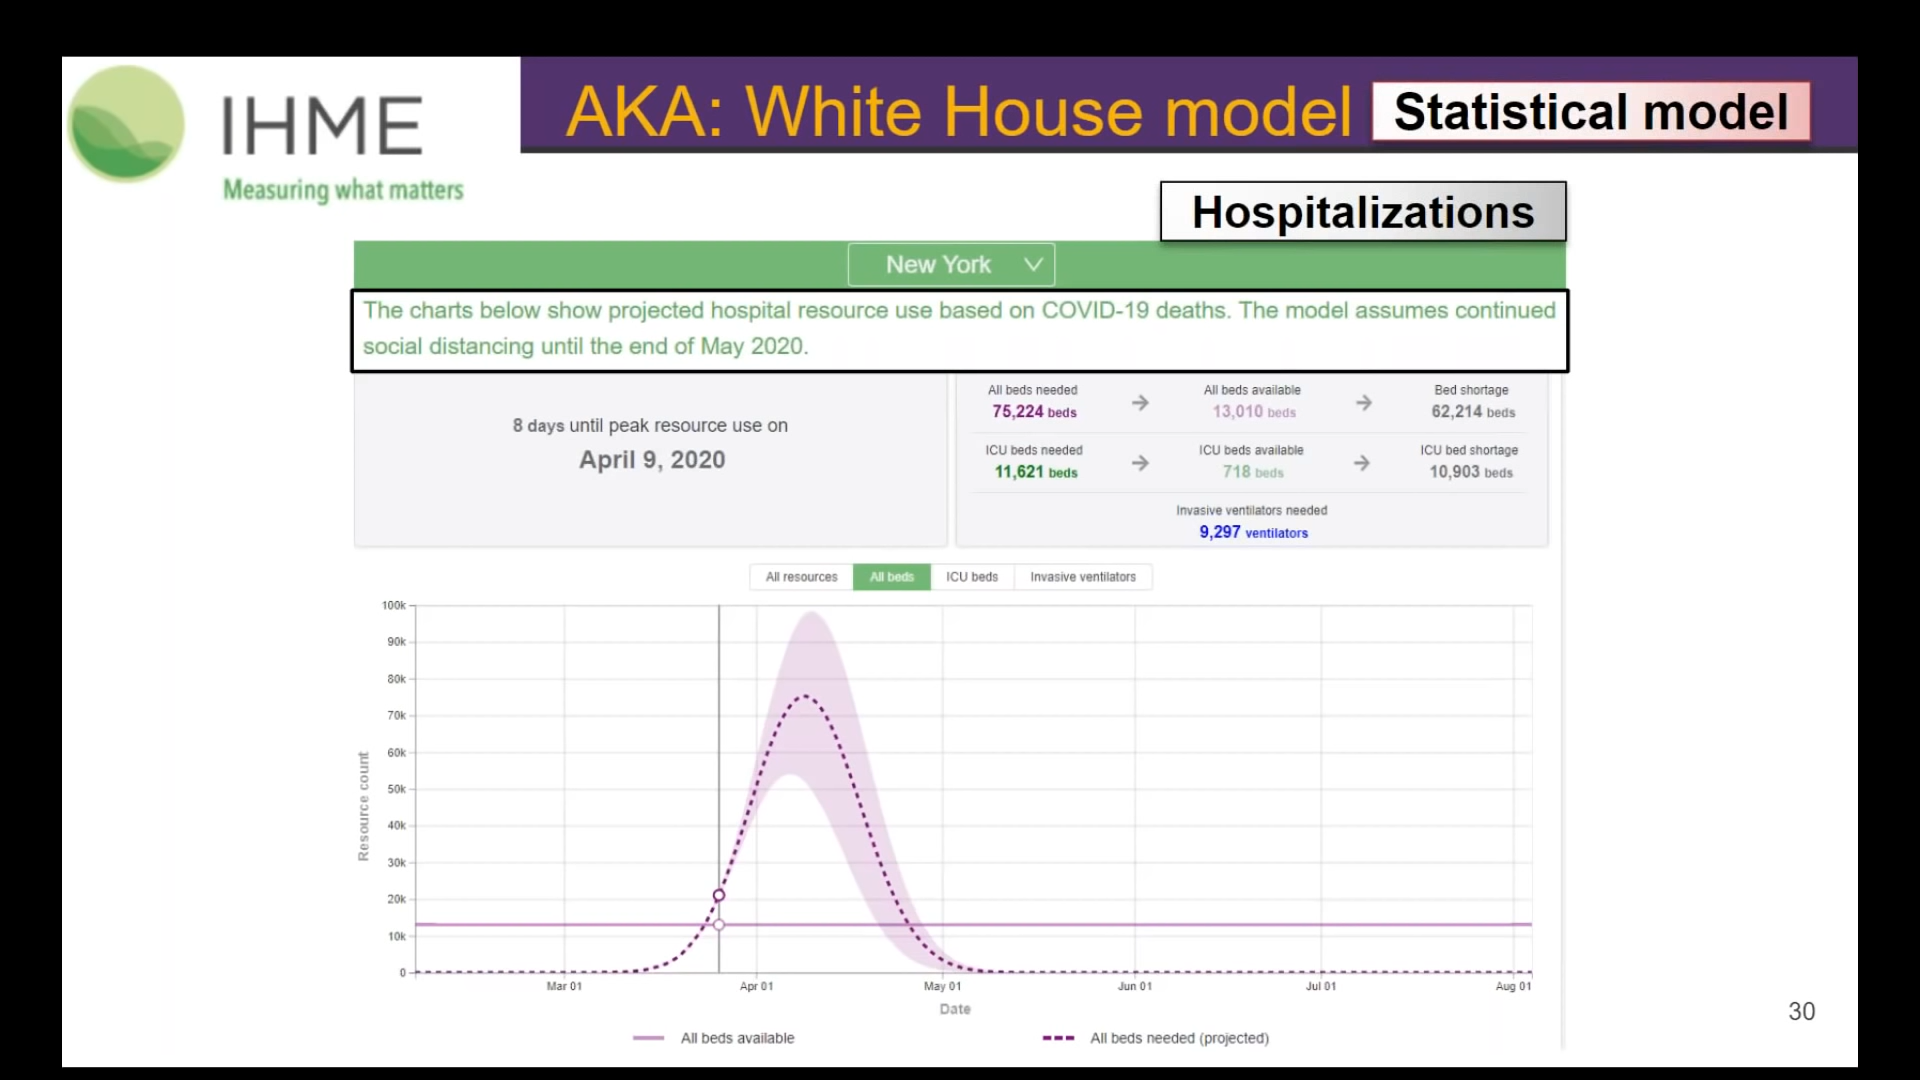 IHME
Measuring what matters
AKA: White House model
Statistical model
Hospitalizations
New York
The charts below show projected hospital resource use based on COVID-19 deaths. The model assumes continued
social distancing until the end of May 2020.
8 days until peak resource use on
April 9, 2020
All beds needed
75,224 beds
All beds available
13,010 beds
Bed shortage
62,214 beds
ICU beds needed
11,621 beds
ICU beds available
718 beds
ICU bed shortage
10,903 beds
Invasive ventilators needed
9,297 ventilators
All resources
All beds
ICU beds
Invasive ventilators
100k
90k
80k
70k
60k
50k
40k
30k
20k
10k
0
Resource count
Mar 01
Apr 01
May 01
Jun 01
Jul 01
Aug 01
Date
All beds available
All beds needed (projected)
30